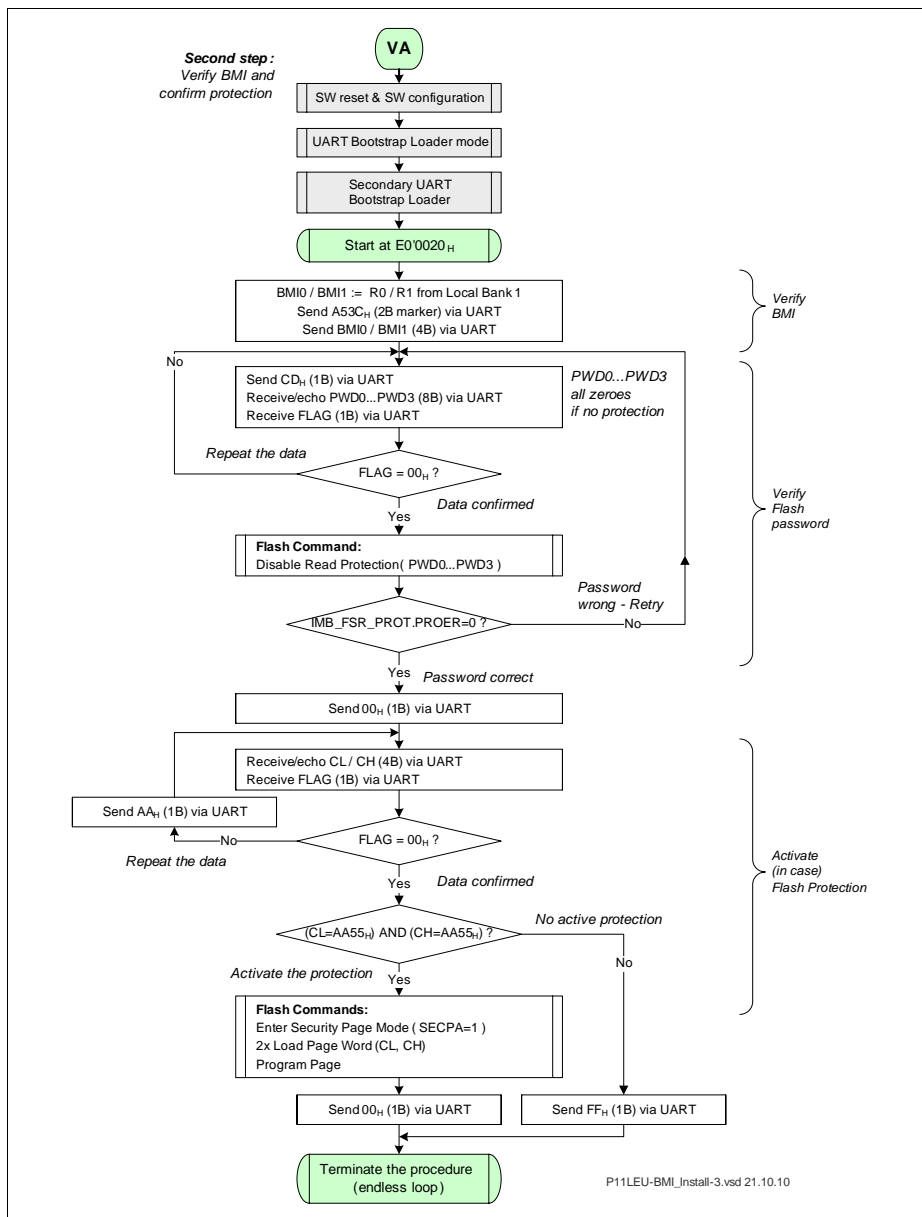 VA
Second step :
Verify BMI and
confirm protection
SW reset & SW configuration
UART Bootstrap Loader mode
Secondary UART
Bootstrap Loader
Start at E0'0020H
BMI0 / BMI1 := R0 / R1 from Local Bank 1
Send A53CH (2B marker) via UART
Send BMI0 / BMI1 (4B) via UART
Verify
BMI
No
Send CDH (1B) via UART
Receive/echo PWD0...PWD3 (8B) via UART
Receive FLAG (1B) via UART
PWD0...PWD3
all zeroes
if no protection
Repeat the data
FLAG = 00H ?
Data confirmed
Yes
Verify
Flash
password
Flash Command:
Disable Read Protection( PWD0...PWD3 )
Password
wrong - Retry
IMB_FSR_PROT.PROER=0 ?
No
Yes
Password correct
Send 00H (1B) via UART
Receive/echo CL / CH (4B) via UART
Receive FLAG (1B) via UART
Send AAH (1B) via UART
No
FLAG = 00H ?
Repeat the data
Yes
Data confirmed
Activate
(in case)
Flash Protection
No active protection
(CL=AA55H) AND (CH=AA55H) ?
No
Activate the protection
Yes
Flash Commands:
Enter Security Page Mode ( SECPA=1 )
2x Load Page Word (CL, CH)
Program Page
Send 00H (1B) via UART
Send FFH (1B) via UART
Terminate the procedure
(endless loop)
P11LEU-BMI_Install-3.vsd 21.10.10